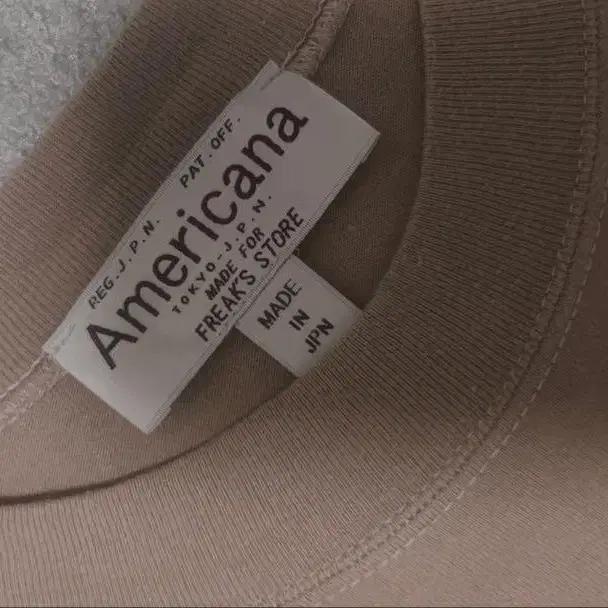 REG.J.P.N. PAT.OFF.
Americana
TOKYO-J.P.N.
MADE FOR
FREAK'S STORE
MADE
IN
JPN